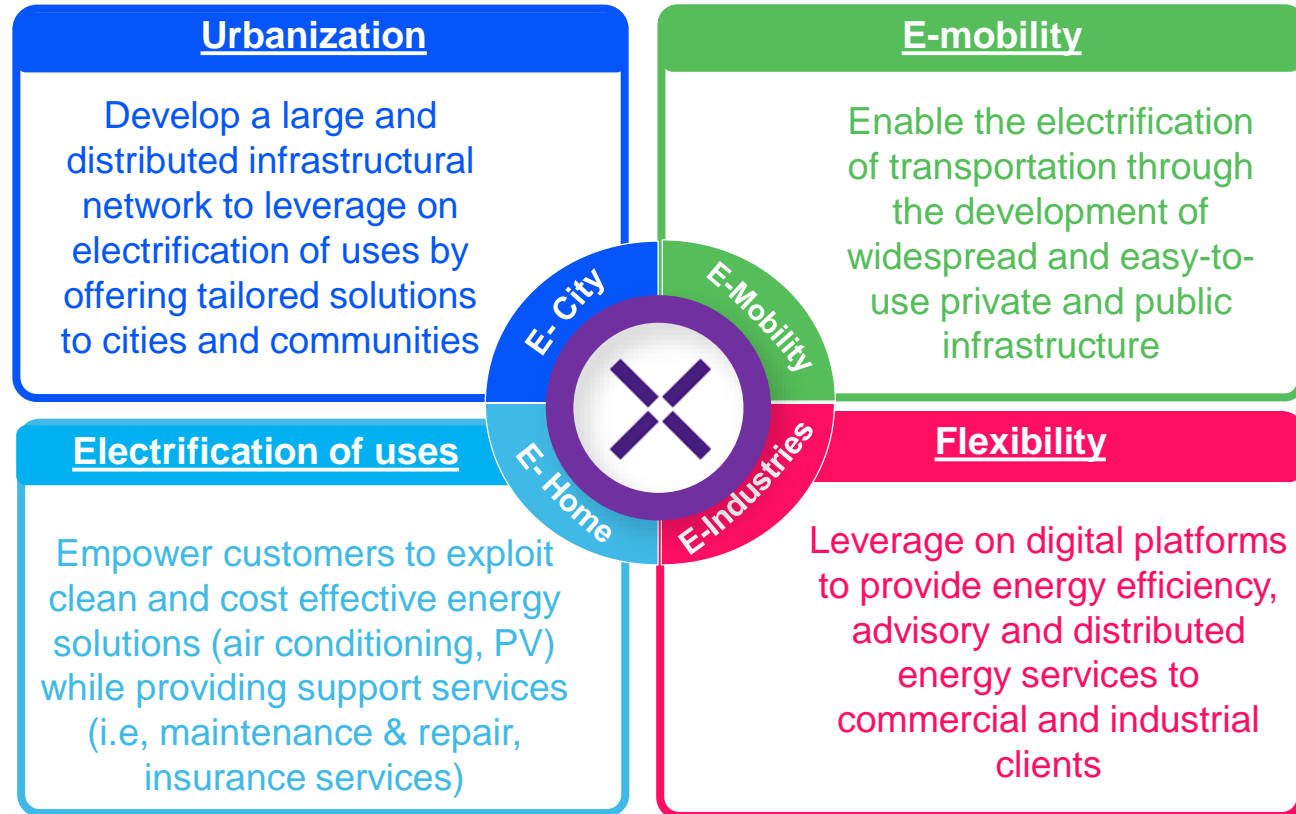 Urbanization
Develop a large and
distributed infrastructural
network to leverage on
electrification of uses by
offering tailored solutions
to cities and communities
E-mobility
Enable the electrification
of transportation through
the development of
widespread and easy-to-
use private and public
infrastructure
E- City
E-Mobility
E- Home
E-Industries
Electrification of uses
Empower customers to exploit
clean and cost effective energy
solutions (air conditioning, PV)
while providing support services
(i.e, maintenance & repair,
insurance services)
Flexibility
Leverage on digital platforms
to provide energy efficiency,
advisory and distributed
energy services to
commercial and industrial
clients